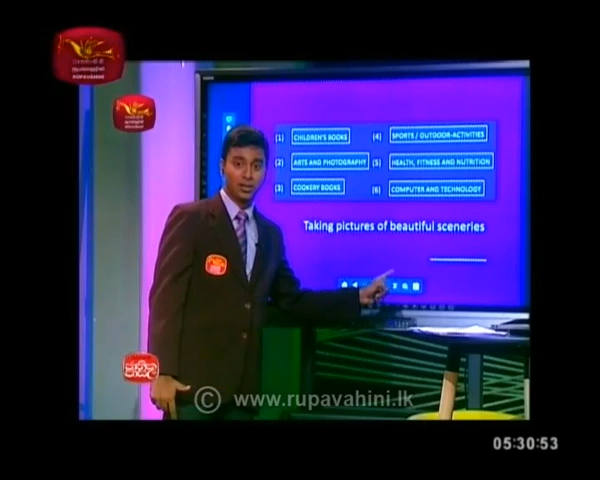 RUPAVAHINI
(1) CHILDREN'S BOOKS (4) SPORTS / OUTDOOR-ACTIVITIES
(2) ARTS AND PHOTOGRAPHY (5) HEALTH, FITNESS AND NUTRITION
(3) COOKERY BOOKS (6) COMPUTER AND TECHNOLOGY
Taking pictures of beautiful sceneries
© www.rupavahini.lk
05:30:53